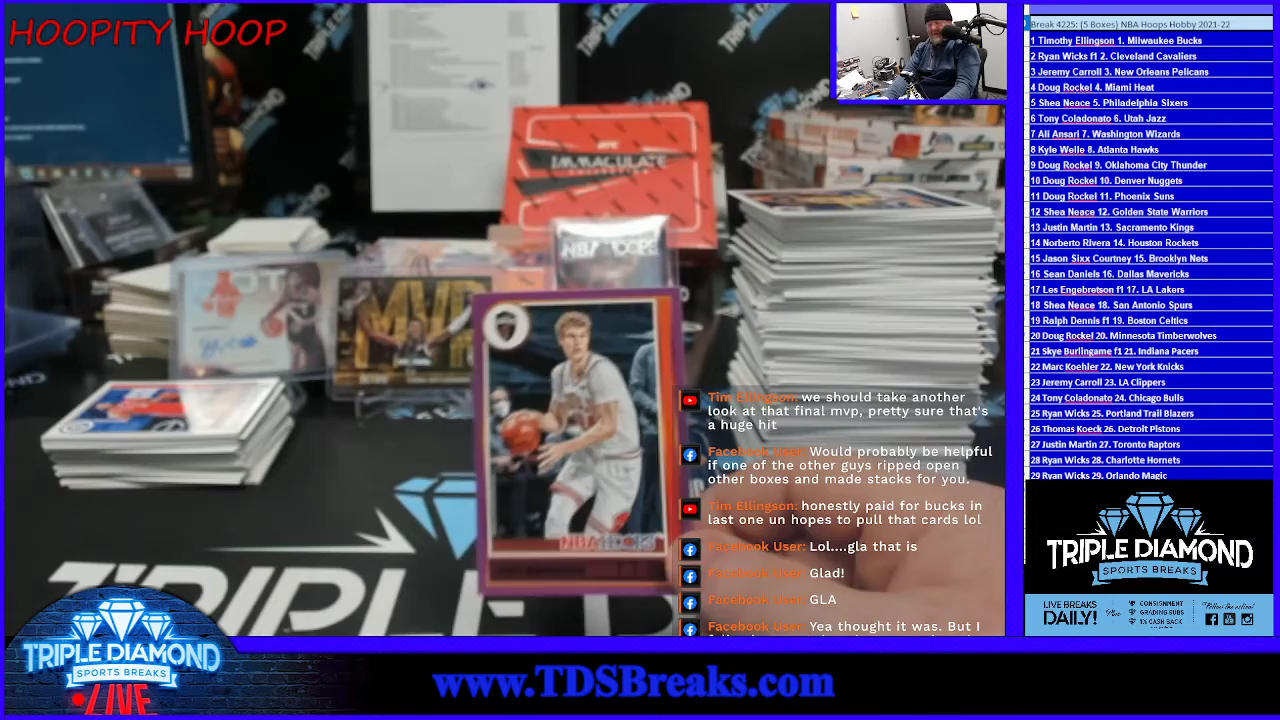 HOOPITY HOOP
IMMACULATE
COLLECTION
NBA HOOPS
MVP
NBA HOOPS
Tim Ellingson: we should take another
look at that final mvp, pretty sure that's
a huge hit
Facebook User: Would probably be helpful
if one of the other guys ripped open
other boxes and made stacks for you.
Tim Ellingson: honestly paid for bucks in
last one un hopes to pull that cards lol
Facebook User: Lol....gla that is
Facebook User: Glad!
Facebook User: GLA
Facebook User: Yea thought it was. But I
TRIPLE D
TRIPLE DIAMOND
SPORTS BREAKS
LIVE
www.TDSBreaks.com
Break 4225: (5 Boxes) NBA Hoops Hobby 2021-22
1 Timothy Ellingson 1. Milwaukee Bucks
2 Ryan Wicks f1 2. Cleveland Cavaliers
3 Jeremy Carroll 3. New Orleans Pelicans
4 Doug Rockel 4. Miami Heat
5 Shea Neace 5. Philadelphia Sixers
6 Tony Coladonato 6. Utah Jazz
7 Ali Ansari 7. Washington Wizards
8 Kyle Welle 8. Atlanta Hawks
9 Doug Rockel 9. Oklahoma City Thunder
10 Doug Rockel 10. Denver Nuggets
11 Doug Rockel 11. Phoenix Suns
12 Shea Neace 12. Golden State Warriors
13 Justin Martin 13. Sacramento Kings
14 Norberto Rivera 14. Houston Rockets
15 Jason Sixx Courtney 15. Brooklyn Nets
16 Sean Daniels 16. Dallas Mavericks
17 Les Engebretson f1 17. LA Lakers
18 Shea Neace 18. San Antonio Spurs
19 Ralph Dennis f1 19. Boston Celtics
20 Doug Rockel 20. Minnesota Timberwolves
21 Skye Burlingame f1 21. Indiana Pacers
22 Marc Koehler 22. New York Knicks
23 Jeremy Carroll 23. LA Clippers
24 Tony Coladonato 24. Chicago Bulls
25 Ryan Wicks 25. Portland Trail Blazers
26 Thomas Koeck 26. Detroit Pistons
27 Justin Martin 27. Toronto Raptors
28 Ryan Wicks 28. Charlotte Hornets
29 Ryan Wicks 29. Orlando Magic
TRIPLE DIAMOND
SPORTS BREAKS
LIVE BREAKS
DAILY!
Plus
CONSIGNMENT
GRADING SUBS
1% CASH BACK
Follow the action!